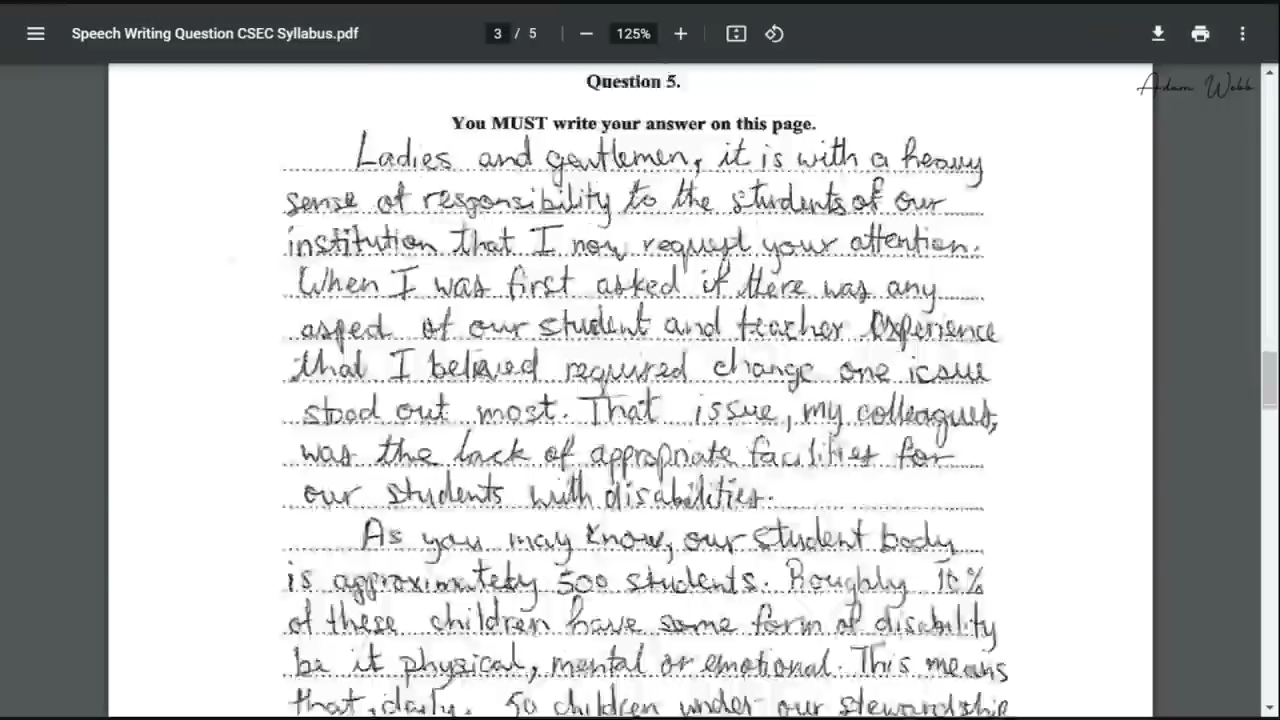 Speech Writing Question CSEC Syllabus.pdf
3 / 5
125%
Question 5.
Adam Webb
You MUST write your answer on this page.
Ladies and gentlemen, it is with a heavy
sense of responsibility to the students of our
institution that I now request your attention.
When I was first asked if there was any
aspect of our student and teacher experience
that I believed required change one issue
stood out most. That issue, my colleagues,
was the lack of appropriate facilities for
our students with disabilities.
As you may know, our student body
is approximately 500 students. Roughly 10%
of these children have some form of disability
be it physical, mental or emotional. This means
that, daily, 50 children under our stewardship